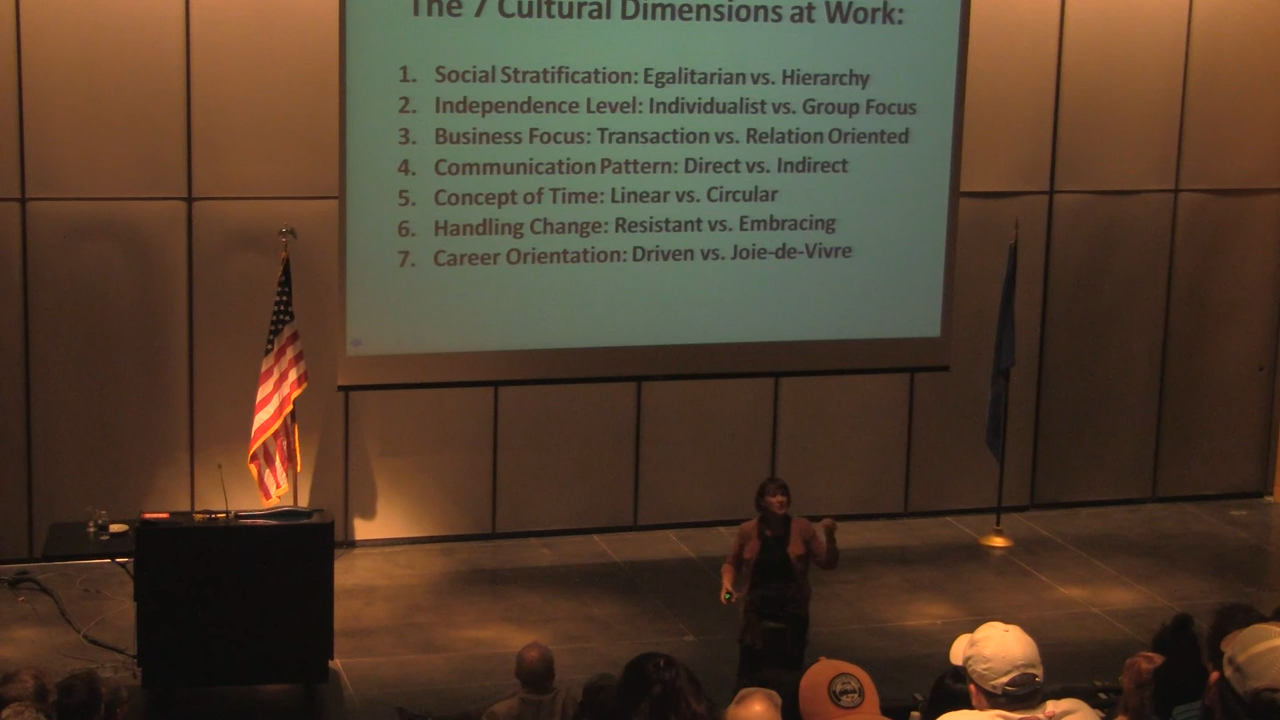 The 7 Cultural Dimensions at Work:
1. Social Stratification: Egalitarian vs. Hierarchy
2. Independence Level: Individualist vs. Group Focus
3. Business Focus: Transaction vs. Relation Oriented
4. Communication Pattern: Direct vs. Indirect
5. Concept of Time: Linear vs. Circular
6. Handling Change: Resistant vs. Embracing
7. Career Orientation: Driven vs. Joie-de-Vivre